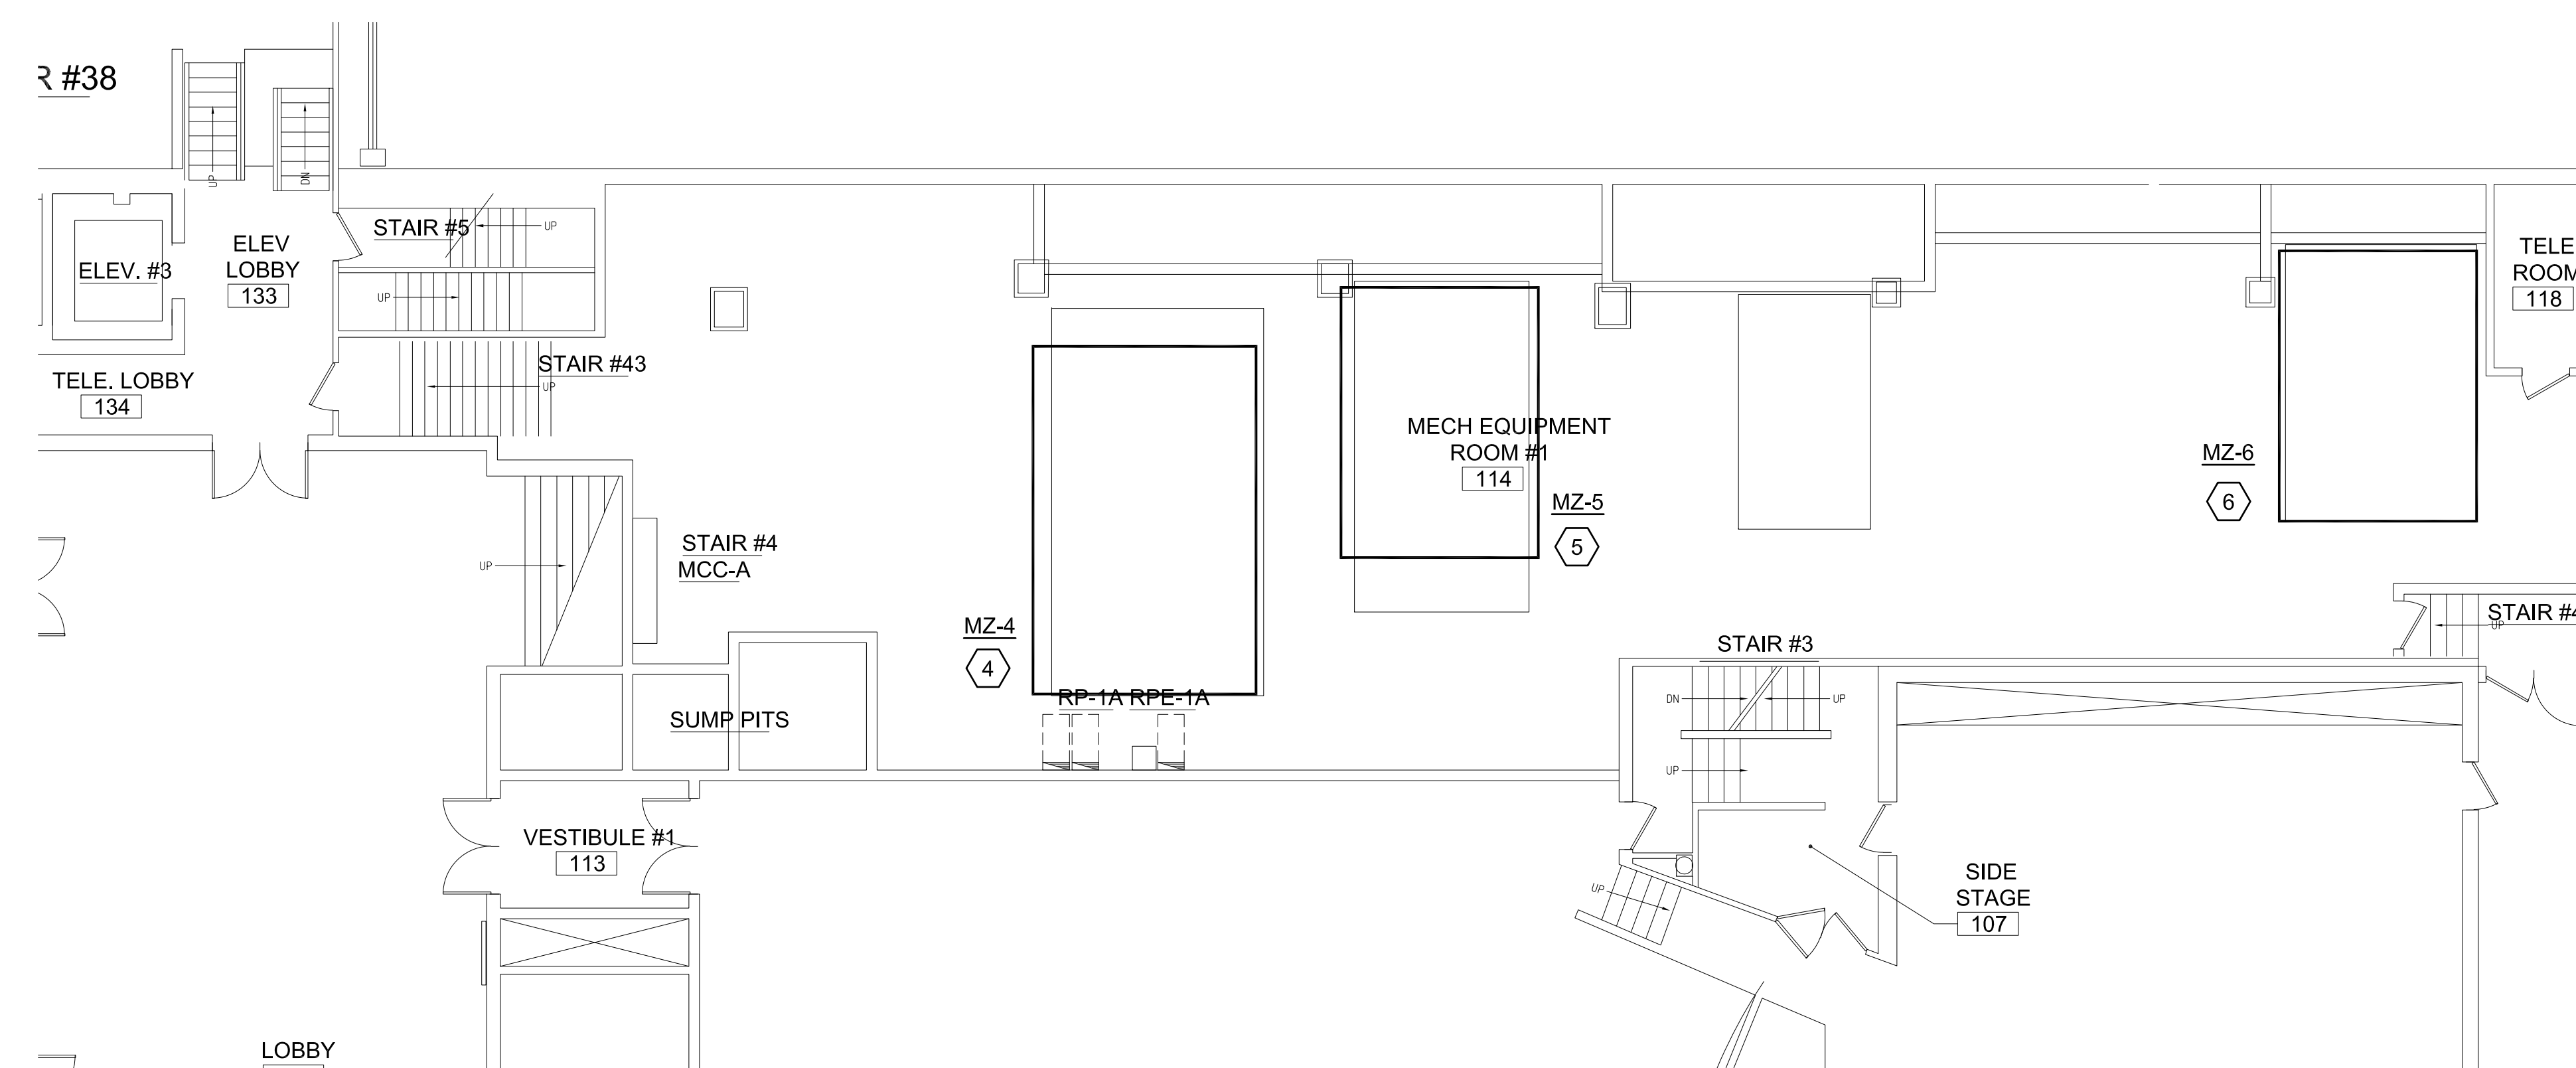 R #38
UP
DN
STAIR #5
UP
ELEV
LOBBY
133
ELEV. #3
UP
TELE
ROOM
118
STAIR #43
UP
TELE. LOBBY
134
MECH EQUIPMENT
ROOM #1
114
MZ-5
5
MZ-6
6
STAIR #4
MCC-A
UP
MZ-4
4
STAIR #3
STAIR #4
UP
RP-1A RPE-1A
DN
UP
SUMP PITS
UP
VESTIBULE #1
113
UP
SIDE
STAGE
107
LOBBY